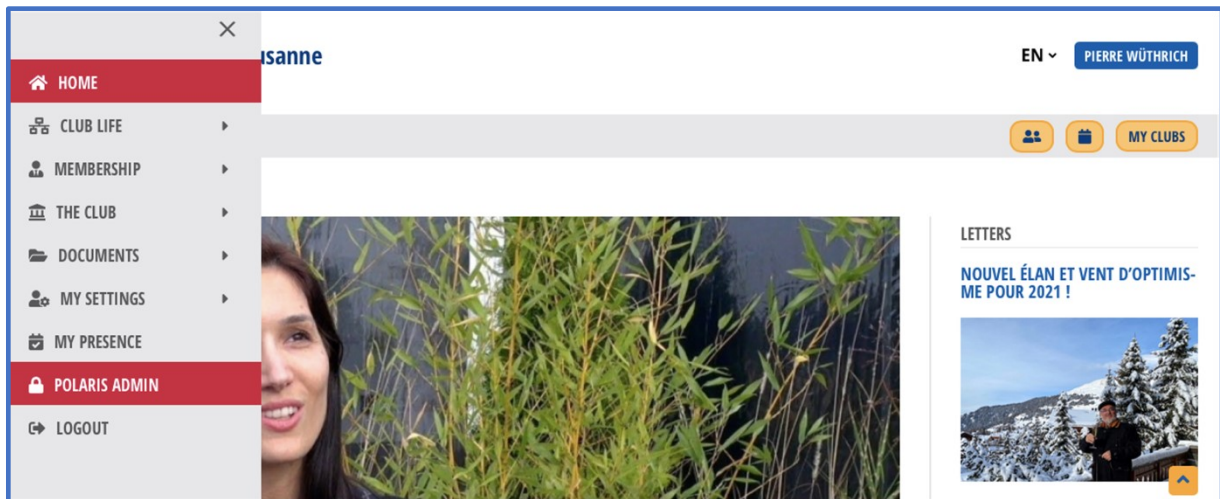 HOME
CLUB LIFE
MEMBERSHIP
THE CLUB
DOCUMENTS
MY SETTINGS
MY PRESENCE
POLARIS ADMIN
LOGOUT
EN
PIERRE WÜTHRICH
MY CLUBS
LETTERS
NOUVEL ÉLAN ET VENT D'OPTIMIS-
ME POUR 2021 !